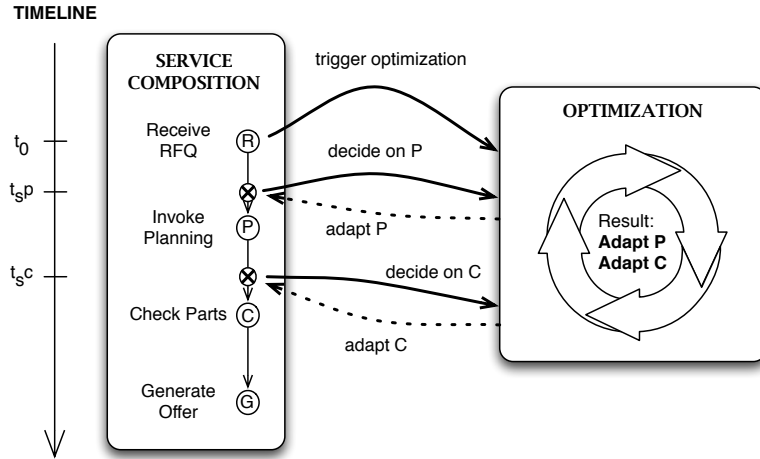 TIMELINE
SERVICE
COMPOSITION
trigger optimization
OPTIMIZATION
t0
Receive
RFQ
R
decide on P
tsp
adapt P
Invoke
Planning
P
Result:
Adapt P
Adapt C
tsc
decide on C
Check Parts
C
adapt C
Generate
Offer
G